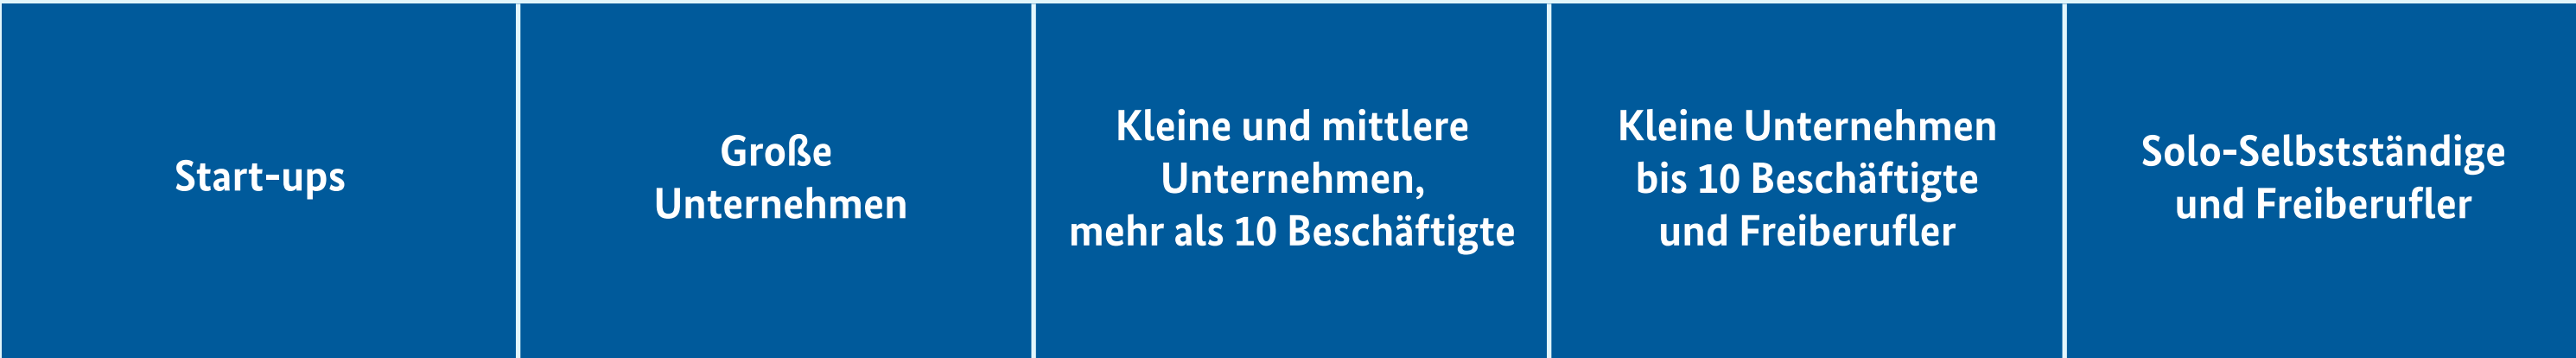 Start-ups
Große
Unternehmen
Kleine und mittlere
Unternehmen,
mehr als 10 Beschäftigte
Kleine Unternehmen
bis 10 Beschäftigte
und Freiberufler
Solo-Selbstständige
und Freiberufler